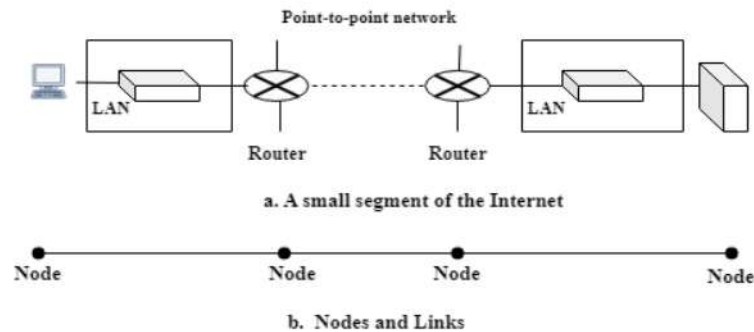 Point-to-point network
LAN
LAN
Router
Router
a. A small segment of the Internet
Node
Node
Node
Node
b. Nodes and Links